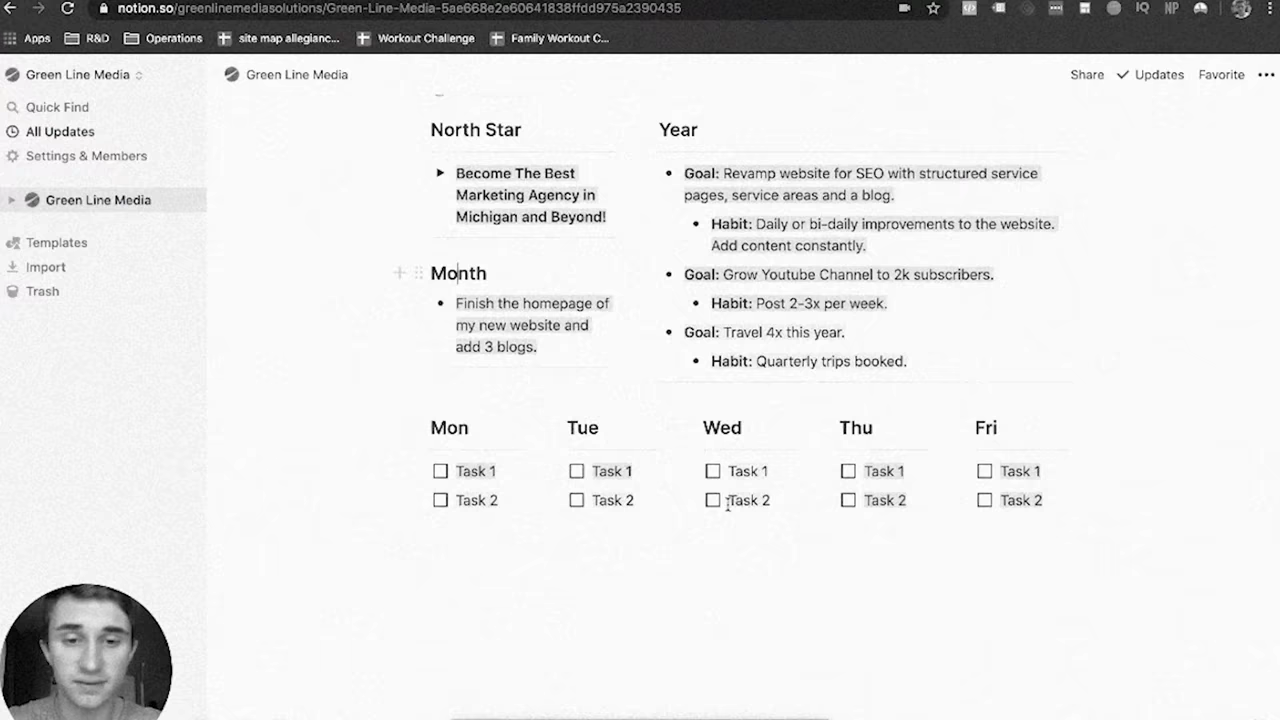 notion.so/greenlinemediasolutions/Green-Line-Media-5ae668e2e60641838ffdd975a2390435
IQ NP
Apps R&D Operations site map allegianc... Workout Challenge Family Workout C...
Green Line Media
Green Line Media
Share Updates Favorite
Quick Find
All Updates
Settings & Members
Green Line Media
Templates
Import
Trash
North Star
Become The Best
Marketing Agency in
Michigan and Beyond!
Month
Finish the homepage of
my new website and
add 3 blogs.
Year
Goal: Revamp website for SEO with structured service
pages, service areas and a blog.
Habit: Daily or bi-daily improvements to the website.
Add content constantly.
Goal: Grow Youtube Channel to 2k subscribers.
Habit: Post 2-3x per week.
Goal: Travel 4x this year.
Habit: Quarterly trips booked.
Mon Tue Wed Thu Fri
Task 1 Task 1 Task 1 Task 1 Task 1
Task 2 Task 2 Task 2 Task 2 Task 2